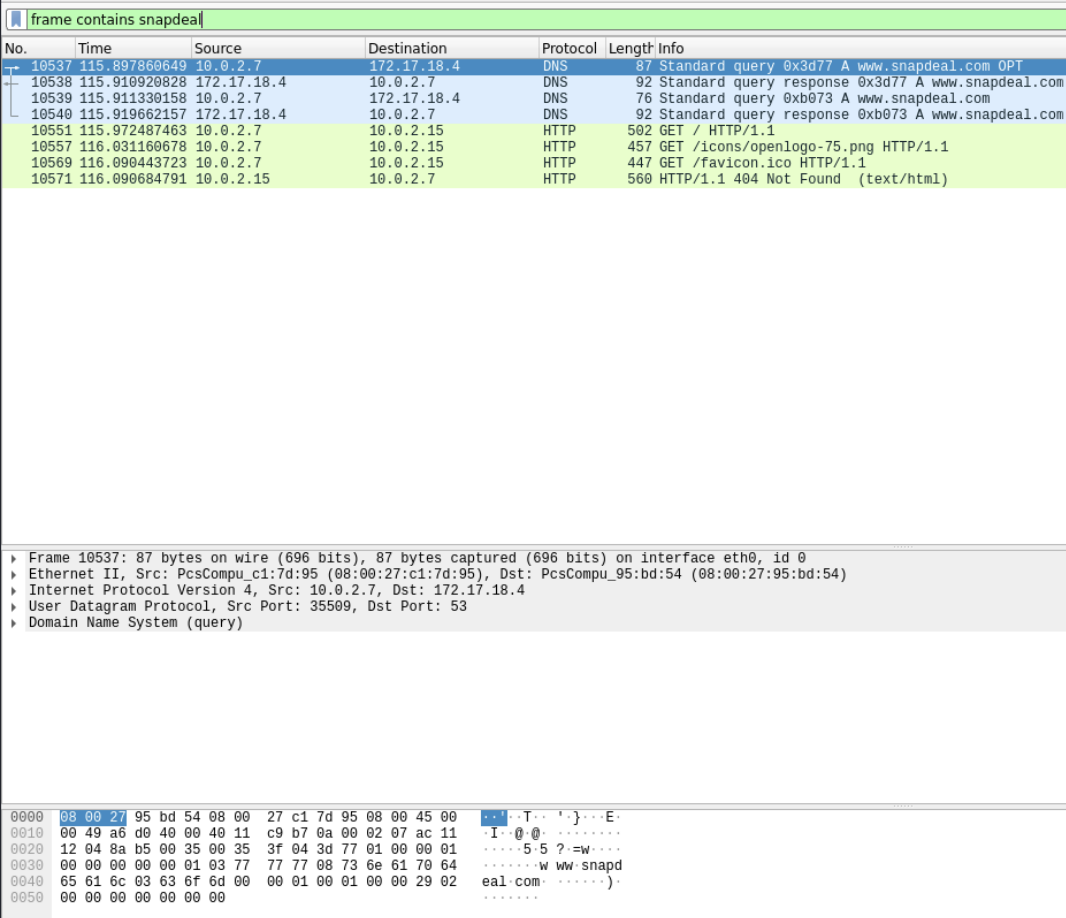 frame contains snapdeal
No. Time Source Destination Protocol Length Info
10537 115.897860649 10.0.2.7 172.17.18.4 DNS 87 Standard query 0x3d77 A www.snapdeal.com OPT
10538 115.910920828 172.17.18.4 10.0.2.7 DNS 92 Standard query response 0x3d77 A www.snapdeal.com
10539 115.911330158 10.0.2.7 172.17.18.4 DNS 76 Standard query 0xb073 A www.snapdeal.com
10540 115.919662157 172.17.18.4 10.0.2.7 DNS 92 Standard query response 0xb073 A www.snapdeal.com
10551 115.972487463 10.0.2.7 10.0.2.15 HTTP 502 GET / HTTP/1.1
10557 116.031160678 10.0.2.7 10.0.2.15 HTTP 457 GET /icons/openlogo-75.png HTTP/1.1
10569 116.090443723 10.0.2.7 10.0.2.15 HTTP 447 GET /favicon.ico HTTP/1.1
10571 116.090684791 10.0.2.15 10.0.2.7 HTTP 560 HTTP/1.1 404 Not Found (text/html)
Frame 10537: 87 bytes on wire (696 bits), 87 bytes captured (696 bits) on interface eth0, id 0
Ethernet II, Src: PcsCompu_c1:7d:95 (08:00:27:c1:7d:95), Dst: PcsCompu_95:bd:54 (08:00:27:95:bd:54)
Internet Protocol Version 4, Src: 10.0.2.7, Dst: 172.17.18.4
User Datagram Protocol, Src Port: 35509, Dst Port: 53
Domain Name System (query)
0000 08 00 27 95 bd 54 08 00 27 c1 7d 95 08 00 45 00 ··'··T·· '·}···E·
0010 00 49 a6 d0 40 00 40 11 c9 b7 0a 00 02 07 ac 11 ·I··@·@· ········
0020 12 04 8a b5 00 35 00 35 3f 04 3d 77 01 00 00 01 ·····5·5 ?·=w····
0030 00 00 00 00 00 01 03 77 77 77 08 73 6e 61 70 64 ·······w ww·snapd
0040 65 61 6c 03 63 6f 6d 00 00 01 00 01 00 00 29 02 eal·com· ······)·
0050 00 00 00 00 00 00 00 ·······